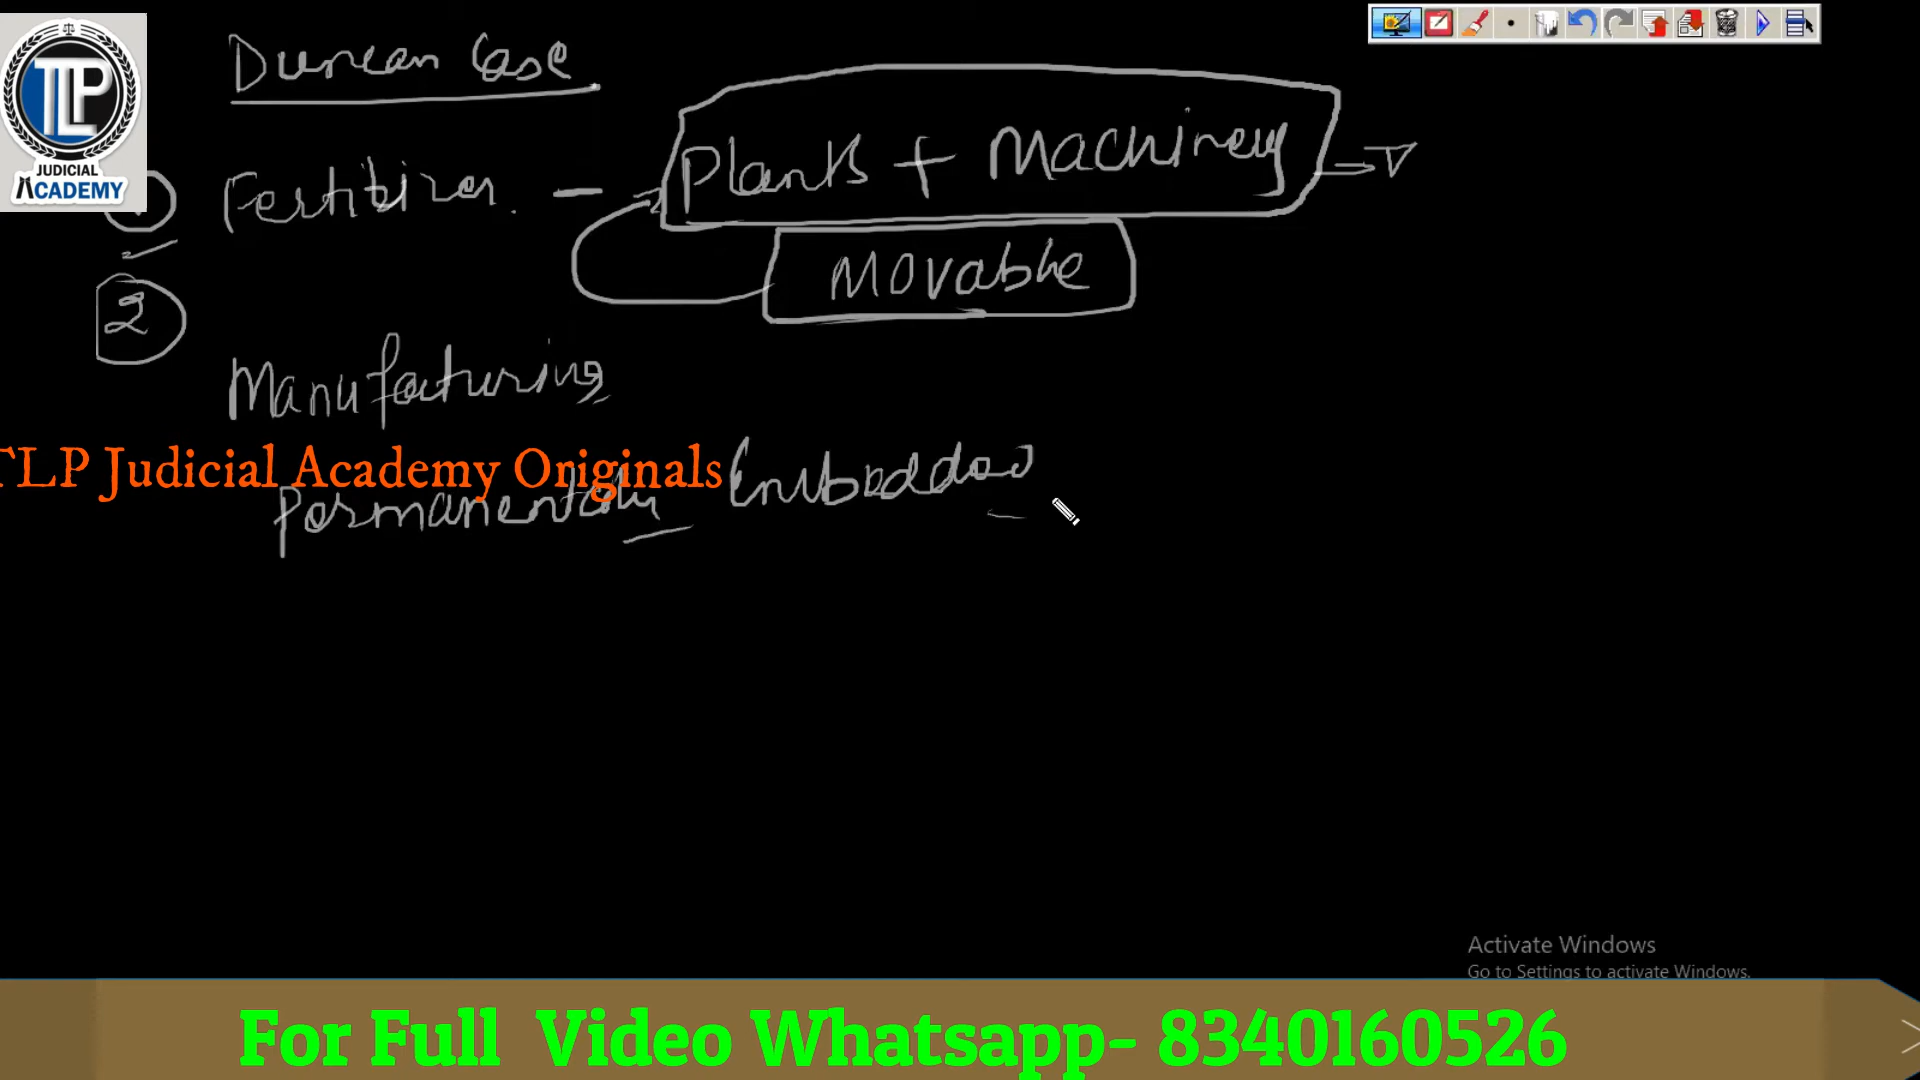 Duncan Case
TLP
JUDICIAL
ACADEMY
Fertilizer. - Plants + Machinery
Movable
2
Manufacturing
TLP Judicial Academy Originals
Permanently Embedded
Activate Windows
Go to Settings to activate Windows.
For Full Video Whatsapp- 8340160526